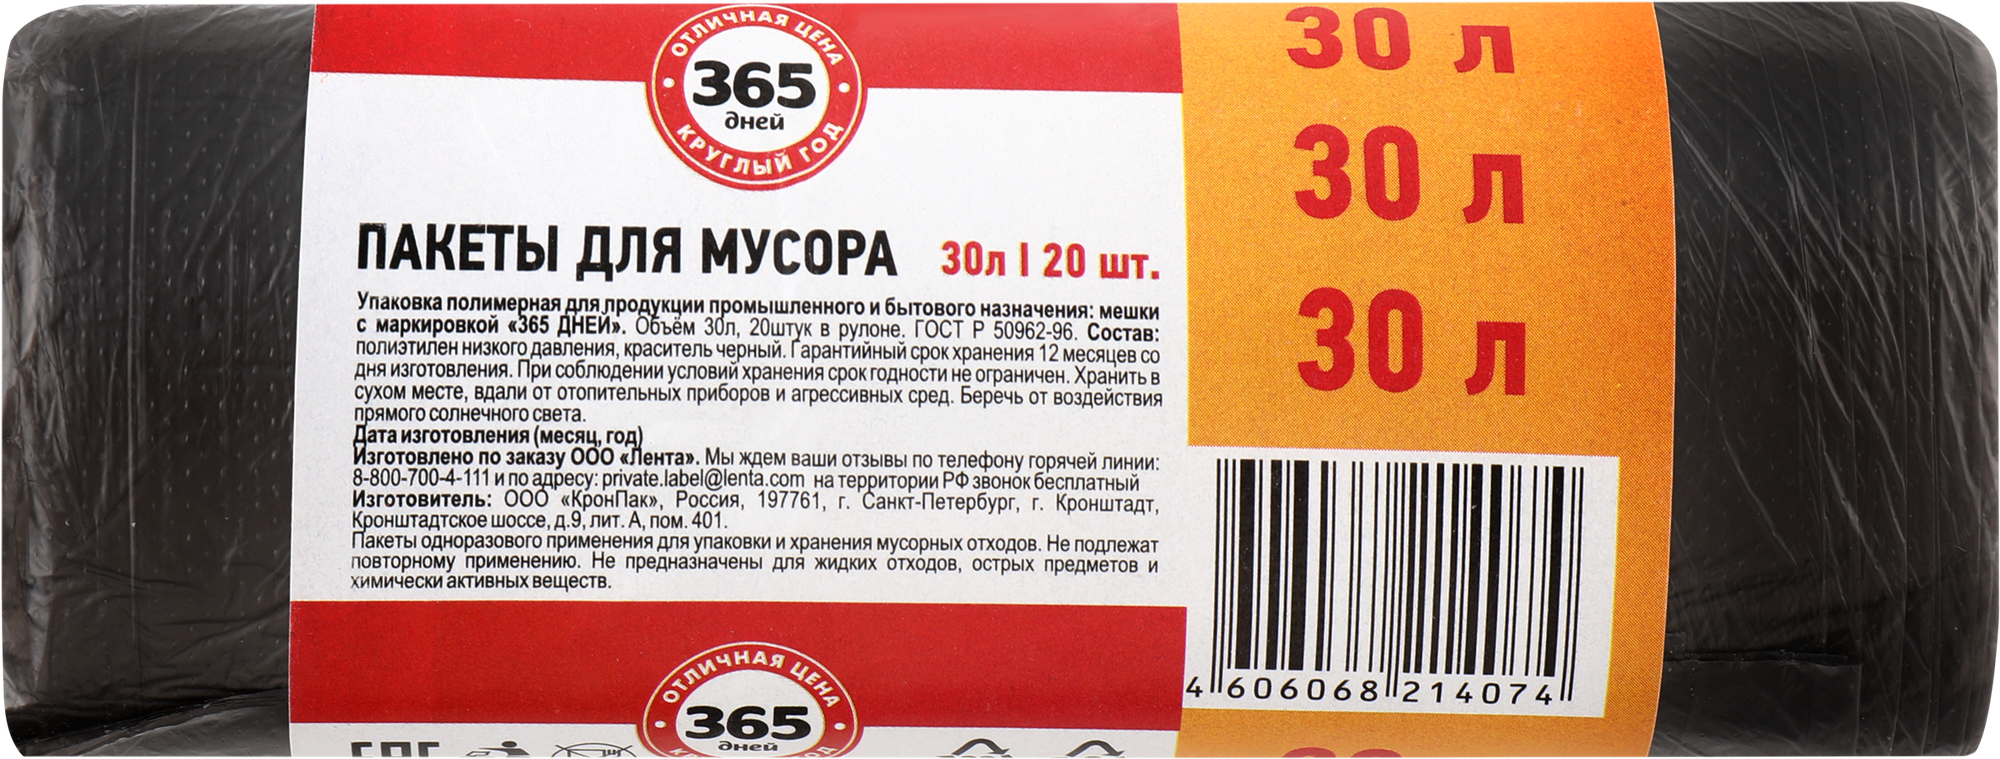 ОТЛИЧНАЯ ЦЕНА
365
дней
КРУГЛЫЙ ГОД
ПАКЕТЫ ДЛЯ МУСОРА 30л | 20 шт.
Упаковка полимерная для продукции промышленного и бытового назначения: мешки
с маркировкой «365 ДНЕЙ». Объём 30л, 20штук в рулоне. ГОСТ Р 50962-96. Состав:
полиэтилен низкого давления, краситель черный. Гарантийный срок хранения 12 месяцев со
дня изготовления. При соблюдении условий хранения срок годности не ограничен. Хранить в
сухом месте, вдали от отопительных приборов и агрессивных сред. Беречь от воздействия
прямого солнечного света.
Дата изготовления (месяц, год)
Изготовлено по заказу ООО «Лента». Мы ждем ваши отзывы по телефону горячей линии:
8-800-700-4-111 и по адресу: private.label@lenta.com на территории РФ звонок бесплатный
Изготовитель: ООО «КронПак», Россия, 197761, г. Санкт-Петербург, г. Кронштадт,
Кронштадтское шоссе, д.9, лит. А, пом. 401.
Пакеты одноразового применения для упаковки и хранения мусорных отходов. Не подлежат
повторному применению. Не предназначены для жидких отходов, острых предметов и
химически активных веществ.
ОТЛИЧНАЯ ЦЕНА
365
дней
30 л
30 л
30 л
4 606068 214074